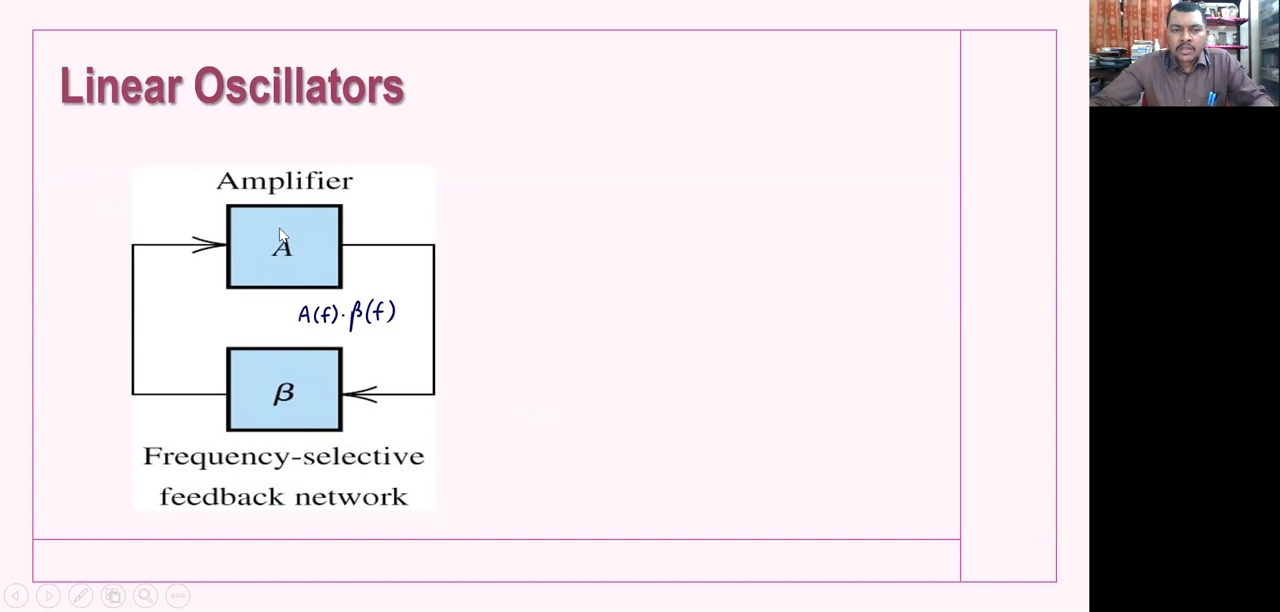 Linear Oscillators
Amplifier
A
A(f)·β(f)
β
Frequency-selective
feedback network